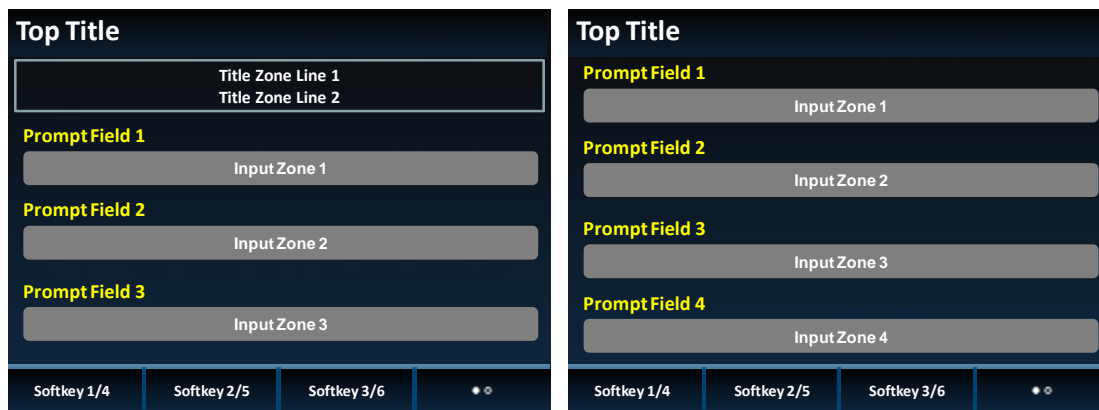 Top Title
Title Zone Line 1
Title Zone Line 2
Prompt Field 1
Input Zone 1
Prompt Field 2
Input Zone 2
Prompt Field 3
Input Zone 3
Softkey 1/4
Softkey 2/5
Softkey 3/6
Top Title
Prompt Field 1
Input Zone 1
Prompt Field 2
Input Zone 2
Prompt Field 3
Input Zone 3
Prompt Field 4
Input Zone 4
Softkey 1/4
Softkey 2/5
Softkey 3/6